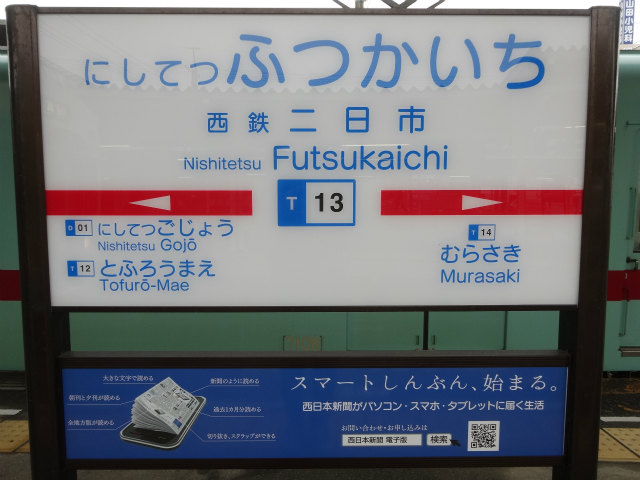 山田小児科
にしてつふつかいち
西鉄 二日市
Nishitetsu Futsukaichi
T 13
D 01 にしてつごじょう
Nishitetsu Gojō
T 12 とふろうまえ
Tofurō-Mae
T 14
むらさき
Murasaki
大きな文字で読める
朝刊と夕刊が読める
全地方版が読める
新聞のように読める
過去1カ月分読める
切り抜き、スクラップができる
スマートしんぶん、始まる。
西日本新聞がパソコン・スマホ・タブレットに届く生活
お問い合わせ・お申し込みは
西日本新聞 電子版 検索